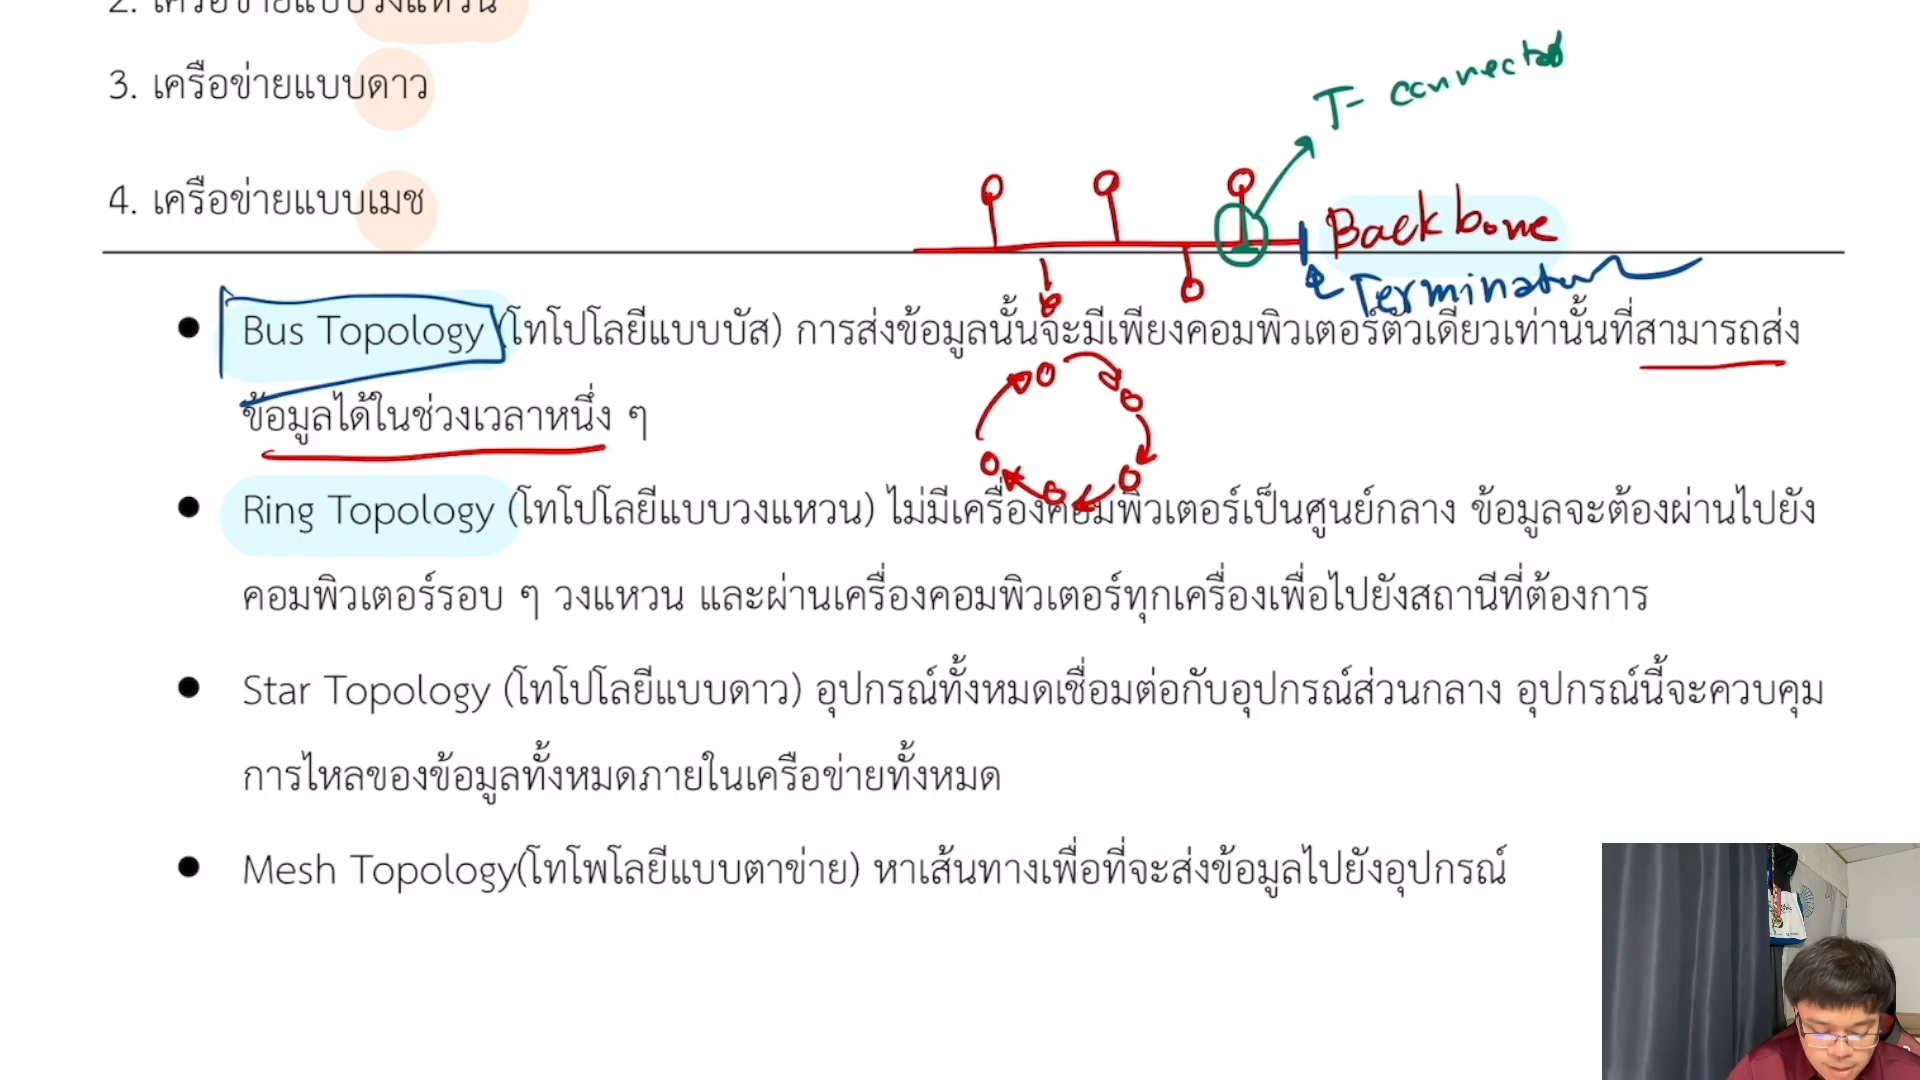 2. เครือข่ายแบบวงแหวน
3. เครือข่ายแบบดาว
T- connected
4. เครือข่ายแบบเมช
Backbone
Terminator
● Bus Topology (โทโปโลยีแบบบัส) การส่งข้อมูลนั้นจะมีเพียงคอมพิวเตอร์ตัวเดียวเท่านั้นที่สามารถส่ง
ข้อมูลได้ในช่วงเวลาหนึ่ง ๆ
● Ring Topology (โทโปโลยีแบบวงแหวน) ไม่มีเครื่องคอมพิวเตอร์เป็นศูนย์กลาง ข้อมูลจะต้องผ่านไปยัง
คอมพิวเตอร์รอบ ๆ วงแหวน และผ่านเครื่องคอมพิวเตอร์ทุกเครื่องเพื่อไปยังสถานีที่ต้องการ
● Star Topology (โทโปโลยีแบบดาว) อุปกรณ์ทั้งหมดเชื่อมต่อกับอุปกรณ์ส่วนกลาง อุปกรณ์นี้จะควบคุม
การไหลของข้อมูลทั้งหมดภายในเครือข่ายทั้งหมด
● Mesh Topology(โทโพโลยีแบบตาข่าย) หาเส้นทางเพื่อที่จะส่งข้อมูลไปยังอุปกรณ์